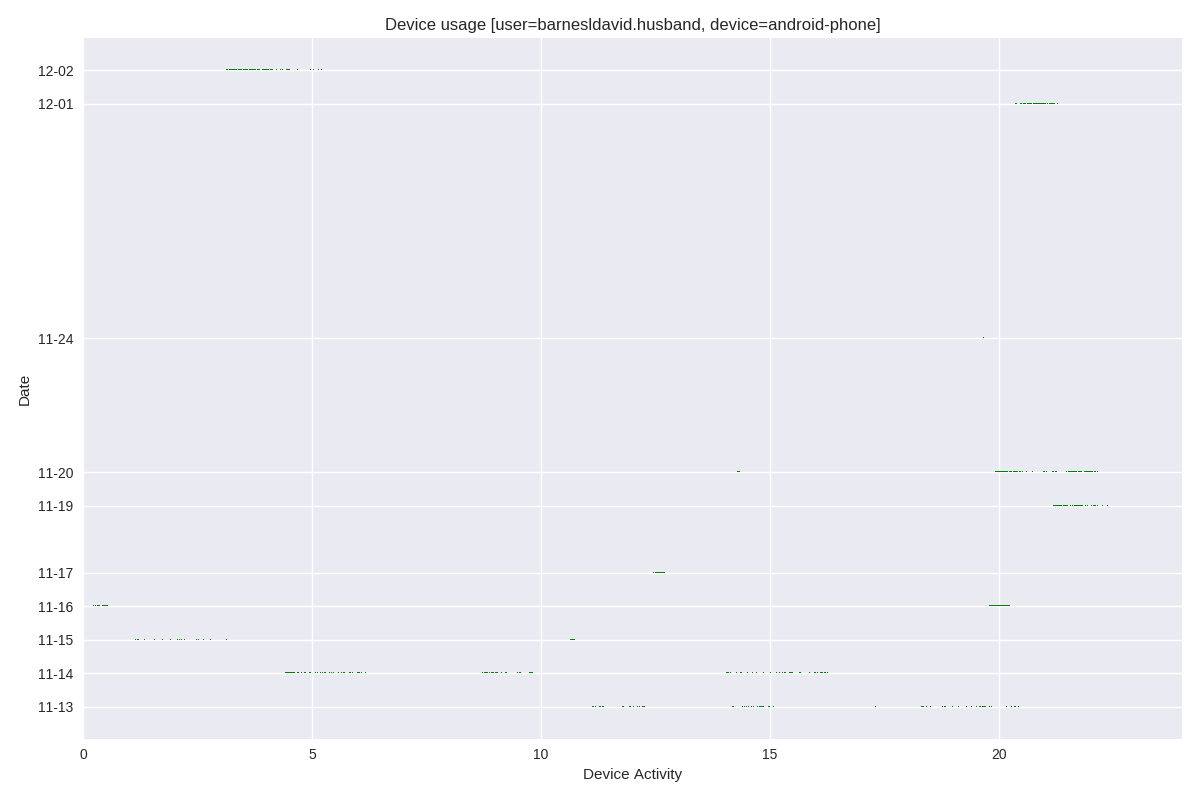 Device usage [user=barnesldavid.husband, device=android-phone]
12-02
12-01
11-24
11-20
11-19
11-17
11-16
11-15
11-14
11-13
Date
0 5 10 15 20
Device Activity